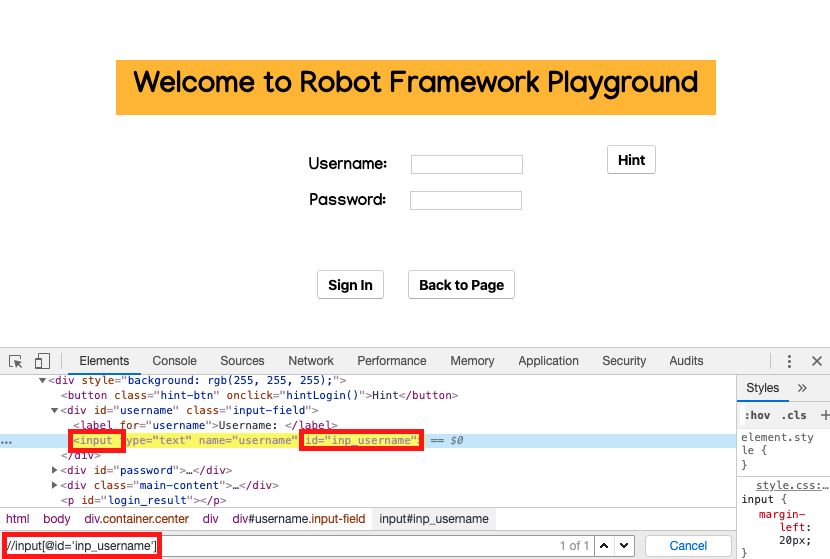 Welcome to Robot Framework Playground
Username:
Hint
Password:
Sign In Back to Page
Elements Console Sources Network Performance Memory Application Security Audits
<div style="background: rgb(255, 255, 255);">
<button class="hint-btn" onclick="hintLogin()">Hint</button>
<div id="username" class="input-field">
<label for="username">Username: </label>
... <input type="text" name="username" id="inp_username"> == $0
</div>
<div id="password">…</div>
<div class="main-content">…</div>
<p id="login_result"></p>
html body div.container.center div div#username.input-field input#inp_username
//input[@id='inp_username'] 1 of 1 Cancel
Styles »
:hov .cls +
element.sty
le {
}
style.css:…
input {
margin-
left:
20px;
}